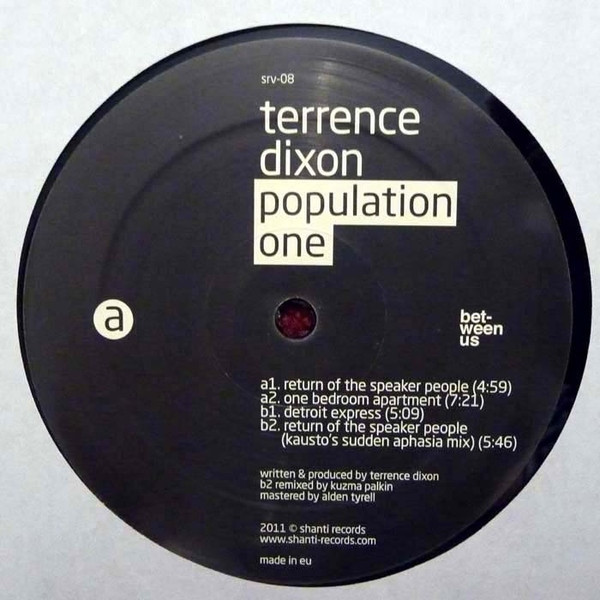 srv-08
terrence
dixon
population
one
a
bet-
ween
us
a1. return of the speaker people (4:59)
a2. one bedroom apartment (7:21)
b1. detroit express (5:09)
b2. return of the speaker people
(kausto's sudden aphasia mix) (5:46)
written & produced by terrence dixon
b2 remixed by kuzma palkin
mastered by alden tyrell
2011 © shanti records
www.shanti-records.com
made in eu